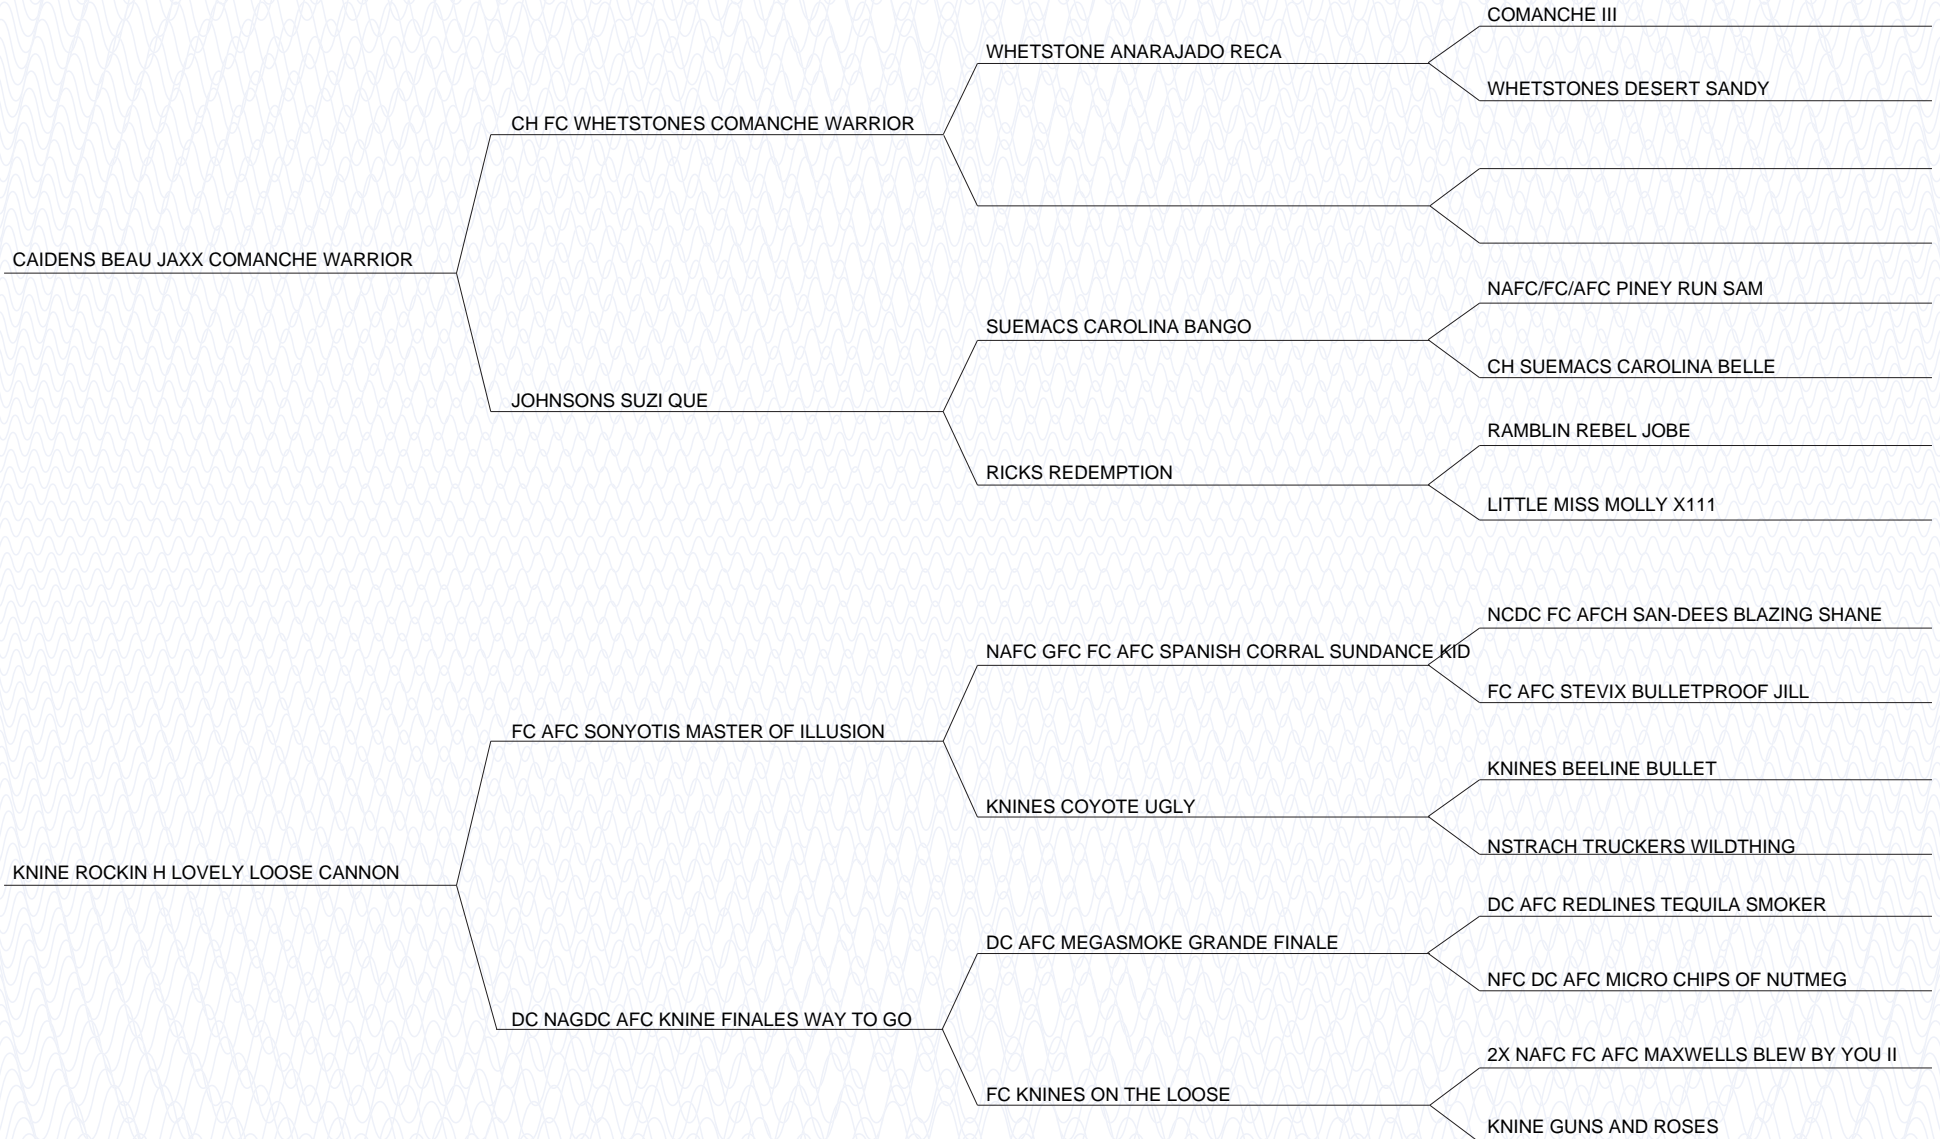 COMANCHE III
WHETSTONE ANARAJADO RECA
WHETSTONES DESERT SANDY
CH FC WHETSTONES COMANCHE WARRIOR
CAIDENS BEAU JAXX COMANCHE WARRIOR
NAFC/FC/AFC PINEY RUN SAM
SUEMACS CAROLINA BANGO
CH SUEMACS CAROLINA BELLE
JOHNSONS SUZI QUE
RAMBLIN REBEL JOBE
RICKS REDEMPTION
LITTLE MISS MOLLY X111
NCDC FC AFCH SAN-DEES BLAZING SHANE
NAFC GFC FC AFC SPANISH CORRAL SUNDANCE KID
FC AFC STEVIX BULLETPROOF JILL
FC AFC SONYOTIS MASTER OF ILLUSION
KNINES BEELINE BULLET
KNINES COYOTE UGLY
NSTRACH TRUCKERS WILDTHING
KNINE ROCKIN H LOVELY LOOSE CANNON
DC AFC REDLINES TEQUILA SMOKER
DC AFC MEGASMOKE GRANDE FINALE
NFC DC AFC MICRO CHIPS OF NUTMEG
DC NAGDC AFC KNINE FINALES WAY TO GO
2X NAFC FC AFC MAXWELLS BLEW BY YOU II
FC KNINES ON THE LOOSE
KNINE GUNS AND ROSES